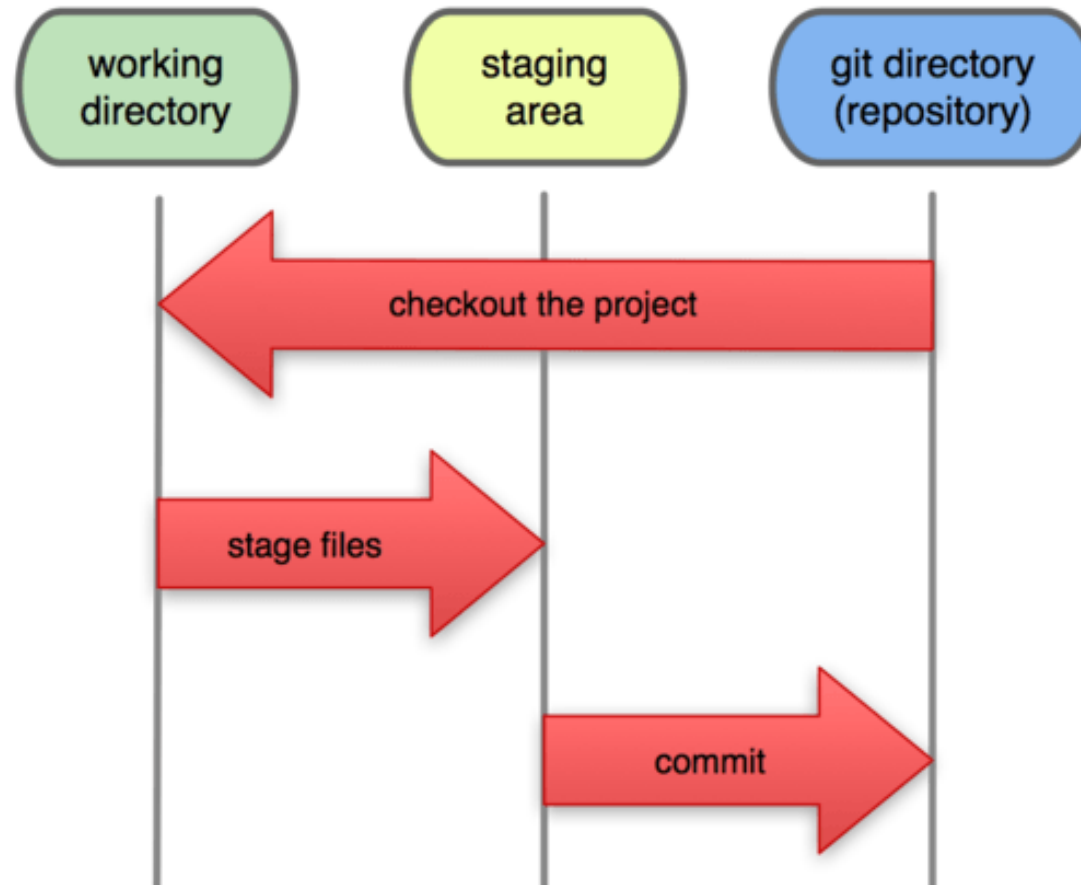 working
directory
staging
area
git directory
(repository)
checkout the project
stage files
commit